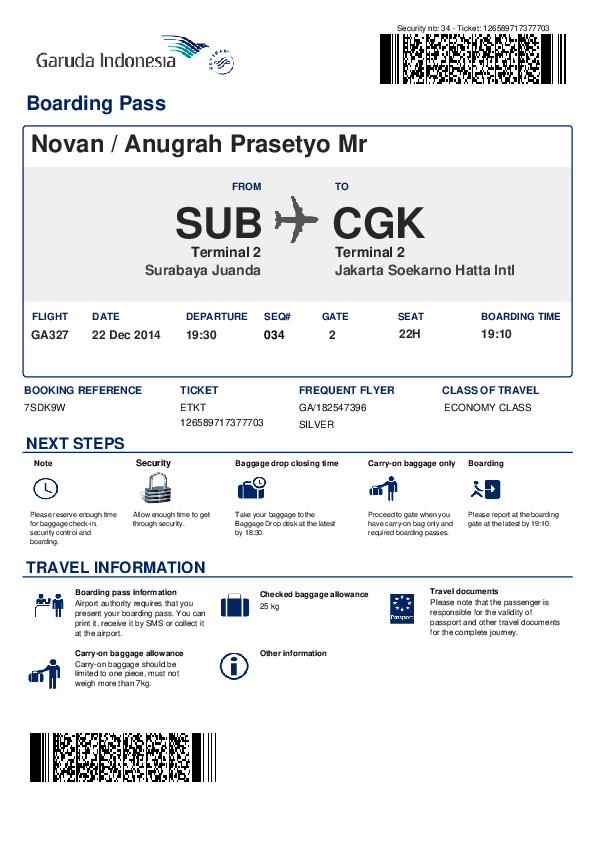 Security nb: 34 - Ticket: 126589717377703
Garuda Indonesia
Boarding Pass
Novan / Anugrah Prasetyo Mr
FROM TO
SUB CGK
Terminal 2 Terminal 2
Surabaya Juanda Jakarta Soekarno Hatta Intl
FLIGHT DATE DEPARTURE SEQ# GATE SEAT BOARDING TIME
GA327 22 Dec 2014 19:30 034 2 22H 19:10
BOOKING REFERENCE TICKET FREQUENT FLYER CLASS OF TRAVEL
7SDK9W ETKT GA/182547396 ECONOMY CLASS
126589717377703 SILVER
NEXT STEPS
Note
Please reserve enough time
for baggage check-in,
security control and
boarding.
Security
Allow enough time to get
through security.
Baggage drop closing time
Take your baggage to the
Baggage Drop desk at the latest
by 18:30.
Carry-on baggage only
Proceed to gate when you
have carry-on bag only and
required boarding passes.
Boarding
Please report at the boarding
gate at the latest by 19:10.
TRAVEL INFORMATION
Boarding pass information
Airport authority requires that you
present your boarding pass. You can
print it, receive it by SMS or collect it
at the airport.
Checked baggage allowance
25 kg
Passport
Travel documents
Please note that the passenger is
responsible for the validity of
passport and other travel documents
for the complete journey.
Carry-on baggage allowance
Carry-on baggage should be
limited to one piece, must not
weigh more than 7kg.
Other information